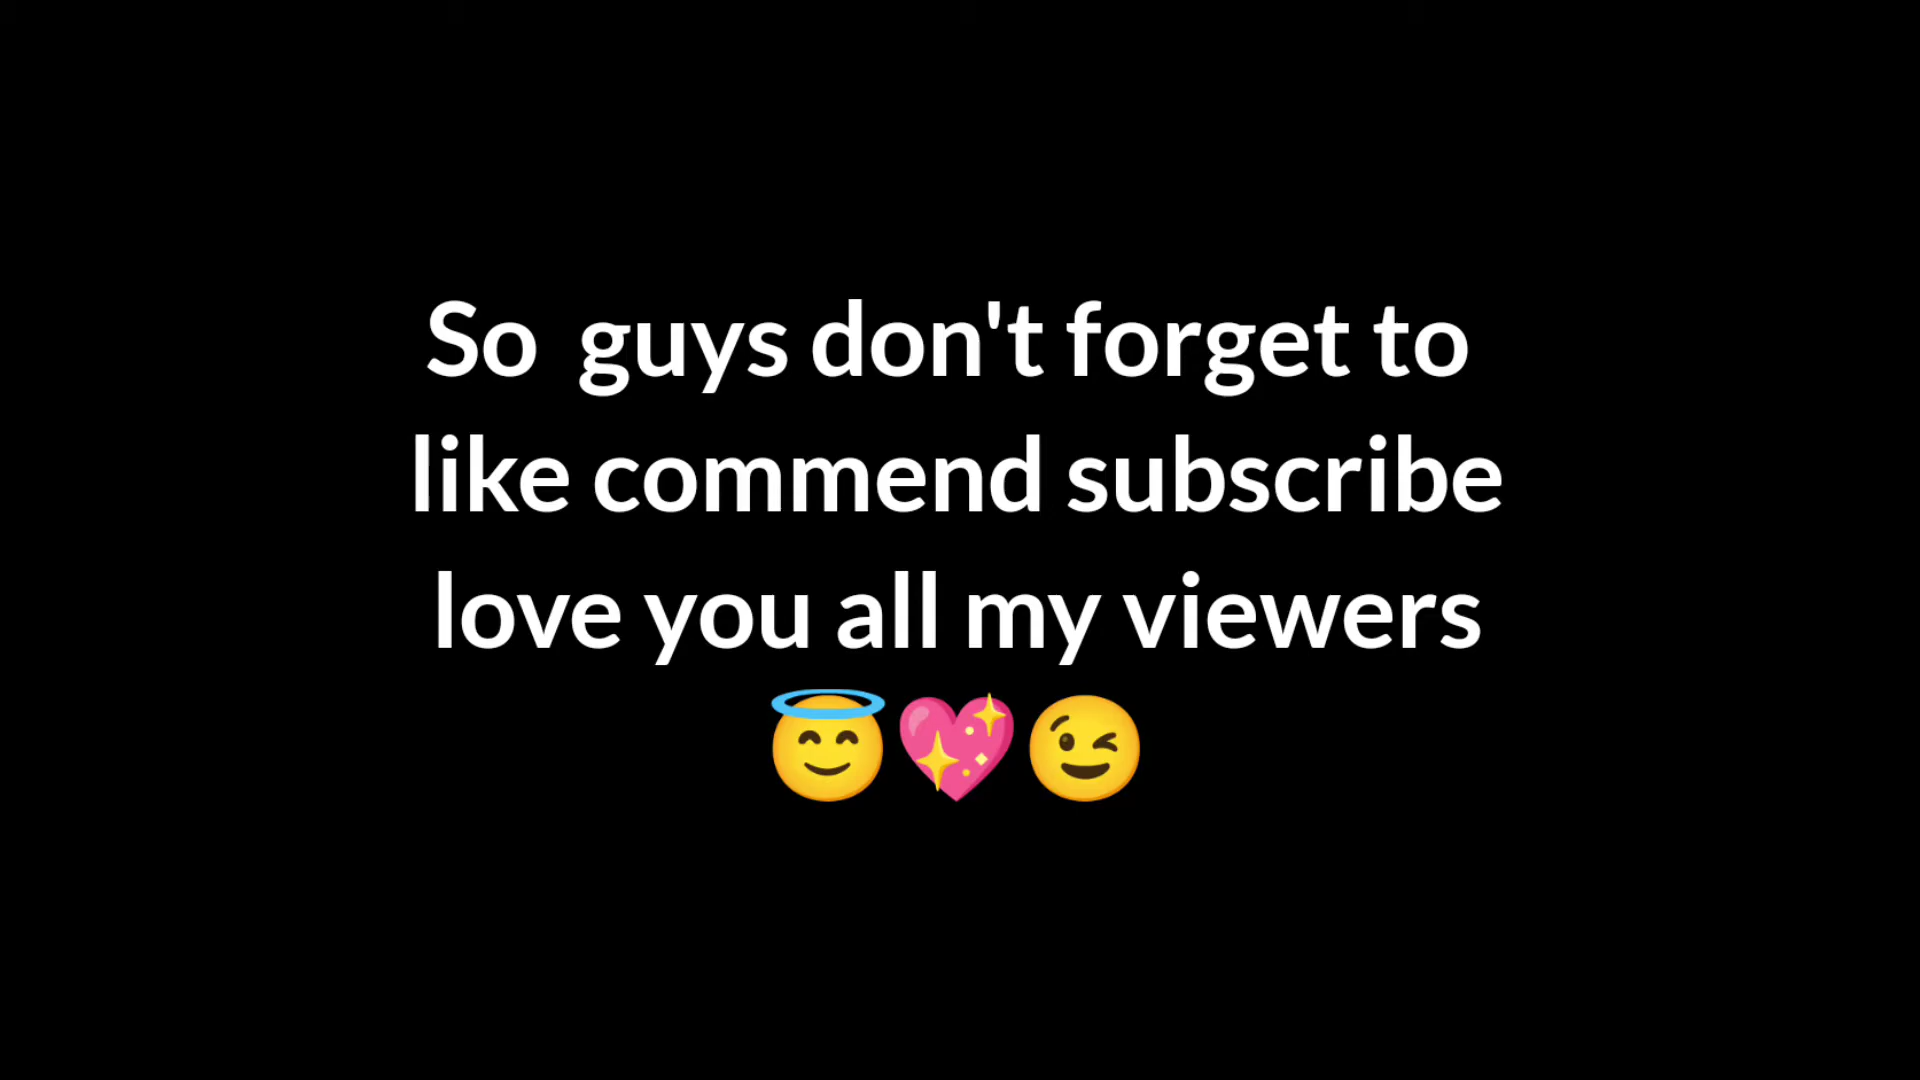 So  guys don't forget to
like commend subscribe
love you all my viewers
😇💖😉